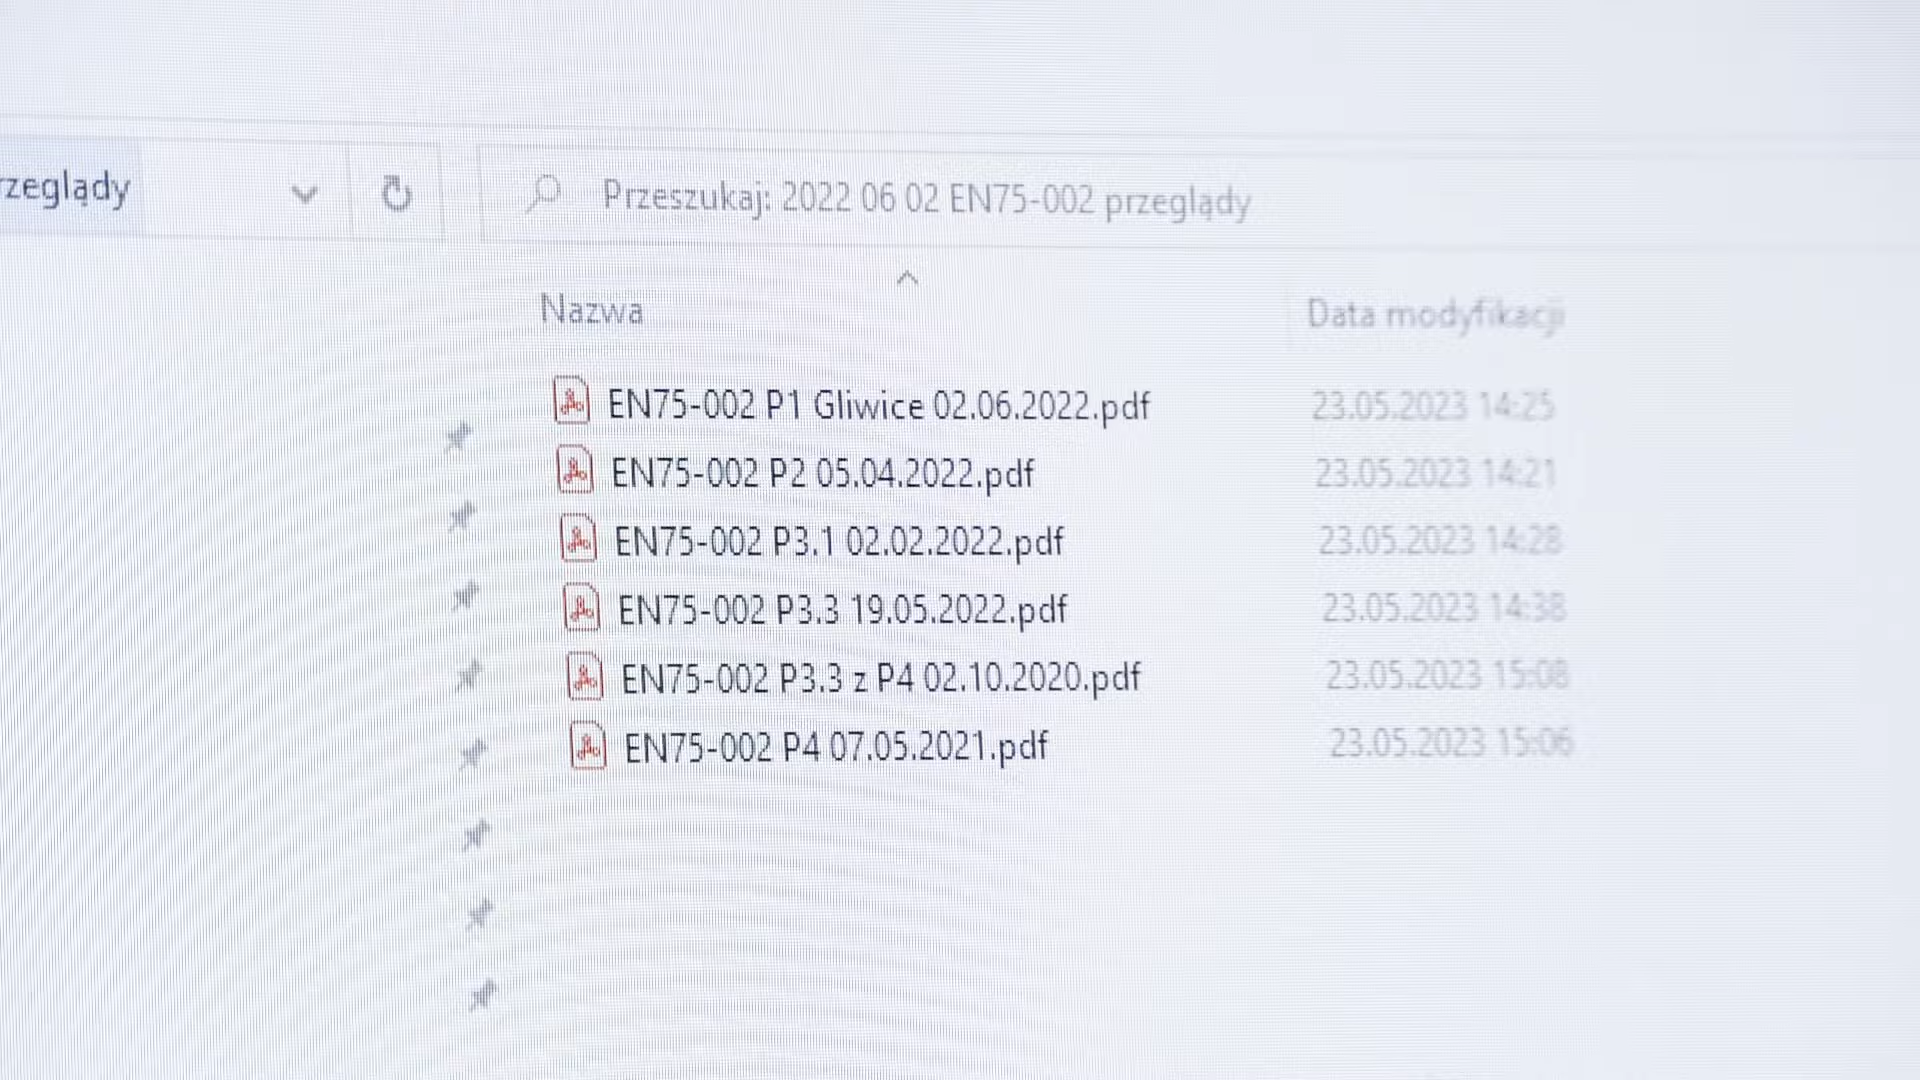 rzeglądy
Przeszukaj: 2022 06 02 EN75-002 przeglądy
Nazwa
Data modyfikacji
EN75-002 P1 Gliwice 02.06.2022.pdf 23.05.2023 14:25
EN75-002 P2 05.04.2022.pdf 23.05.2023 14:21
EN75-002 P3.1 02.02.2022.pdf 23.05.2023 14:28
EN75-002 P3.3 19.05.2022.pdf 23.05.2023 14:38
EN75-002 P3.3 z P4 02.10.2020.pdf 23.05.2023 15:08
EN75-002 P4 07.05.2021.pdf 23.05.2023 15:06